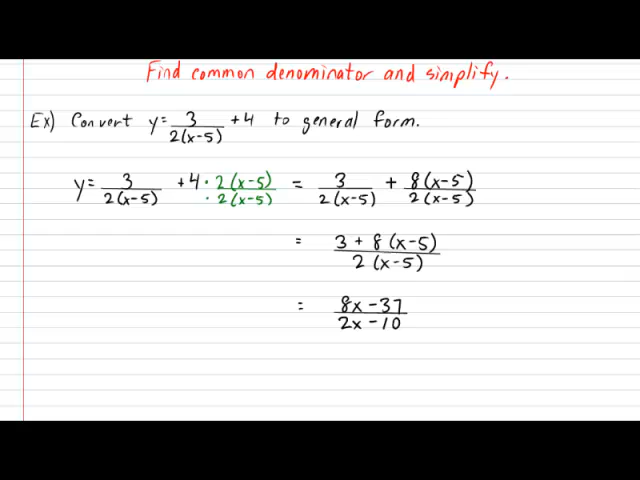 Find common denominator and simplify.
Ex) Convert y = 3/(2(x-5)) + 4 to general form.
y = 3/(2(x-5)) + 4 · 2(x-5)/· 2(x-5) = 3/(2(x-5)) + 8(x-5)/(2(x-5))
= (3 + 8(x-5))/(2(x-5))
= (8x - 37)/(2x - 10)